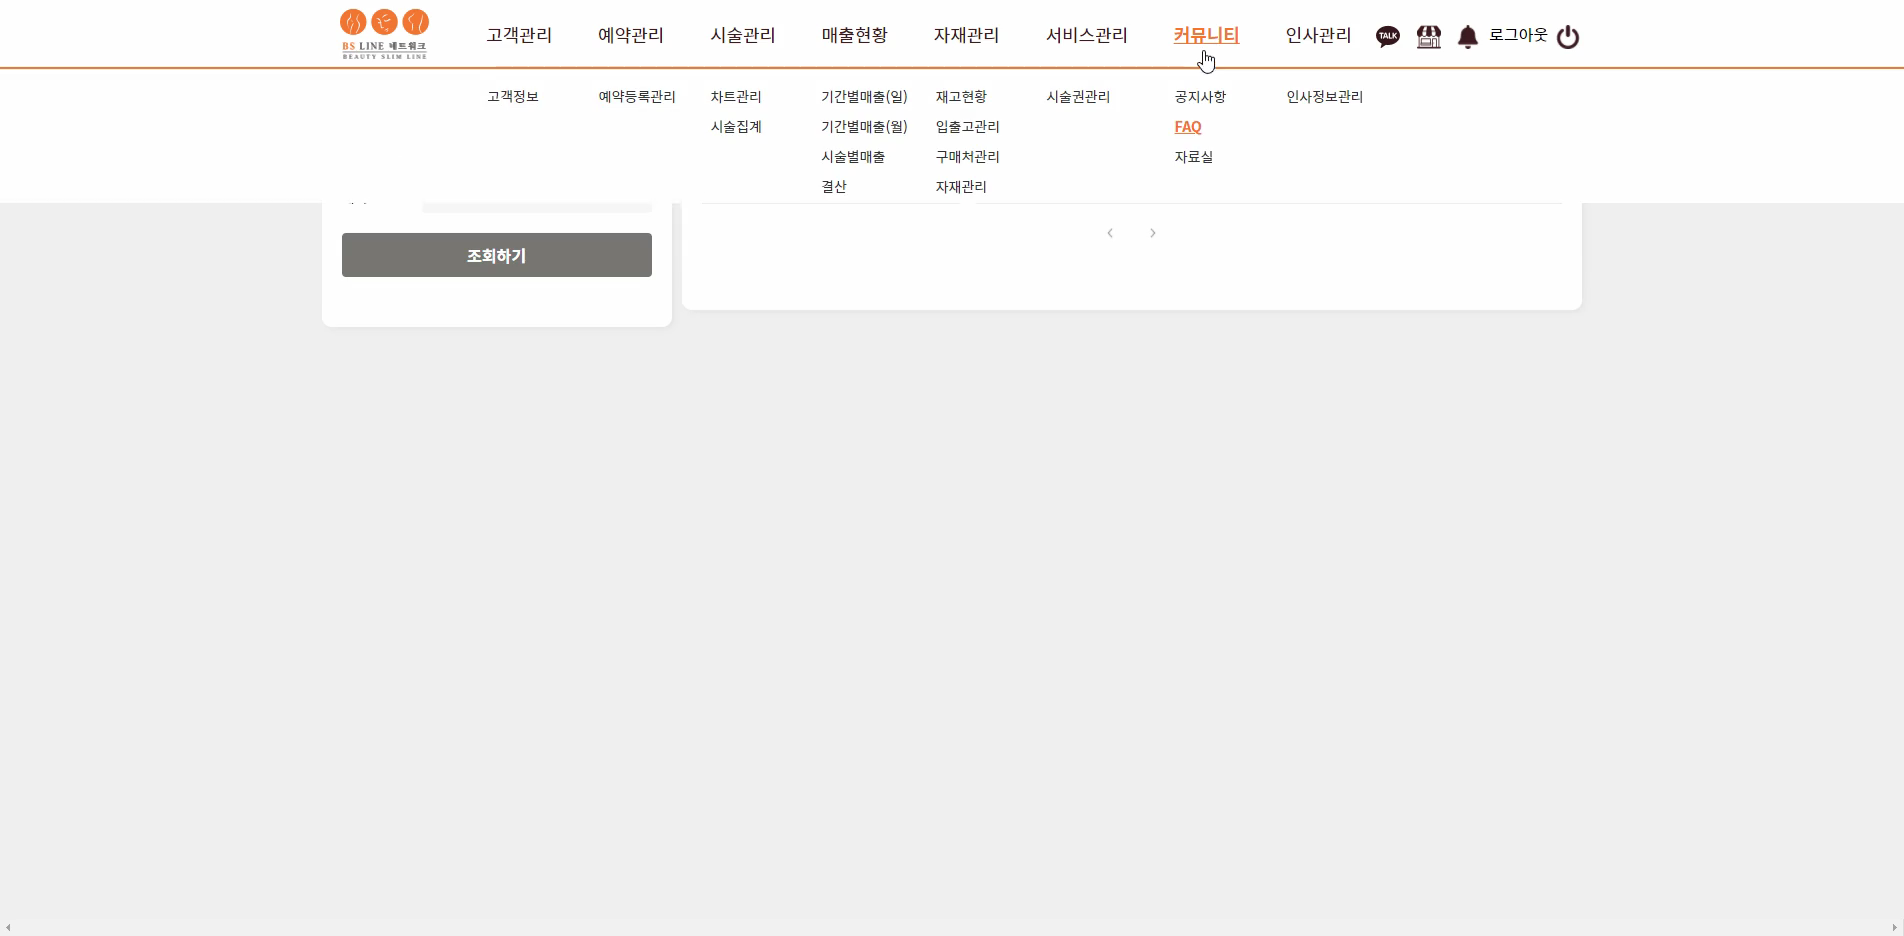 BS LINE 네트워크
BEAUTY SLIM LINE
고객관리 예약관리 시술관리 매출현황 자재관리 서비스관리 커뮤니티 인사관리 TALK 로그아웃
고객정보 예약등록관리 차트관리 기간별매출(일) 재고현황 시술권관리 공지사항 인사정보관리
시술집계 기간별매출(월) 입출고관리 FAQ
시술별매출 구매처관리 자료실
결산 자재관리
조회하기